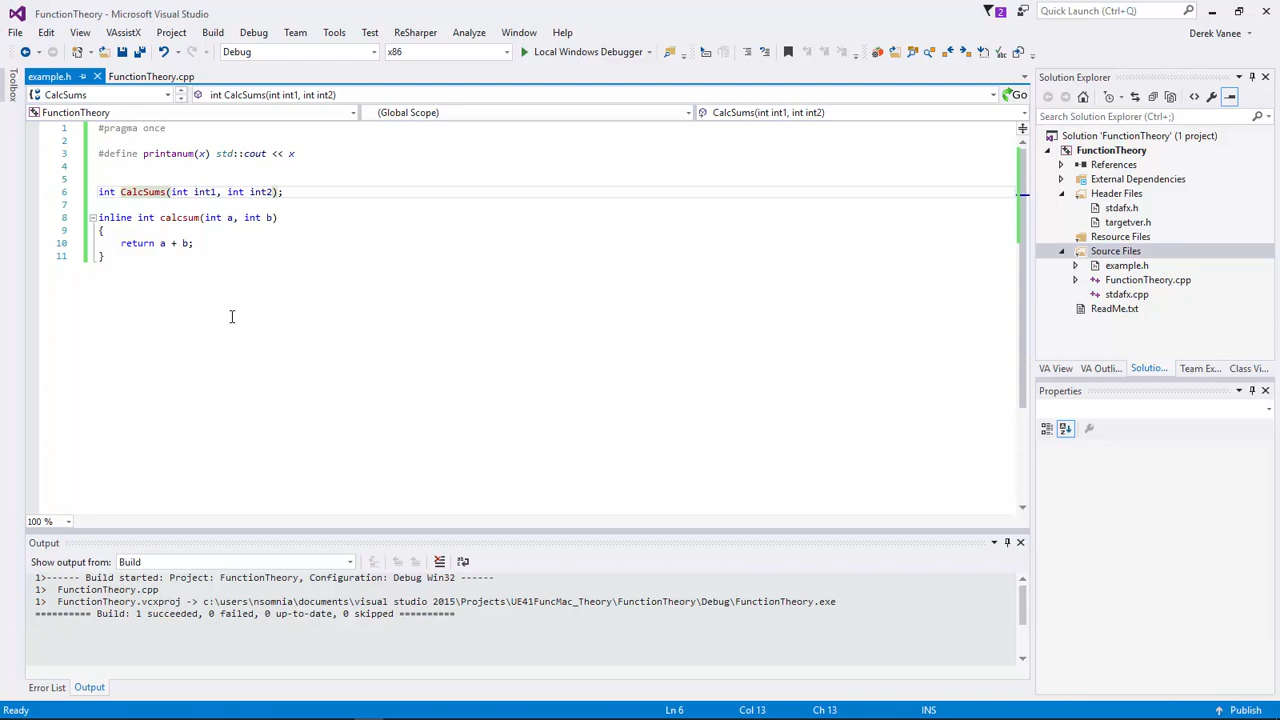 FunctionTheory - Microsoft Visual Studio
2
Quick Launch (Ctrl+Q)
File Edit View VAssistX Project Build Debug Team Tools Test ReSharper Analyze Window Help
Derek Vanee
Debug x86 Local Windows Debugger
Toolbox
example.h FunctionTheory.cpp
CalcSums int CalcSums(int int1, int int2) Go
FunctionTheory (Global Scope) CalcSums(int int1, int int2)
1 #pragma once
2
3 #define printanum(x) std::cout << x
4
5
6 int CalcSums(int int1, int int2);
7
8 inline int calcsum(int a, int b)
9 {
10 return a + b;
11 }
100 %
Solution Explorer
Search Solution Explorer (Ctrl+;)
Solution 'FunctionTheory' (1 project)
FunctionTheory
References
External Dependencies
Header Files
stdafx.h
targetver.h
Resource Files
Source Files
example.h
FunctionTheory.cpp
stdafx.cpp
ReadMe.txt
VA View VA Outli... Solutio... Team Ex... Class Vi...
Properties
Output
Show output from: Build
1>------ Build started: Project: FunctionTheory, Configuration: Debug Win32 ------
1> FunctionTheory.cpp
1> FunctionTheory.vcxproj -> c:\users\nsomnia\documents\visual studio 2015\Projects\UE41FuncMac_Theory\FunctionTheory\Debug\FunctionTheory.exe
========== Build: 1 succeeded, 0 failed, 0 up-to-date, 0 skipped ==========
Error List Output
Ready Ln 6 Col 13 Ch 13 INS Publish